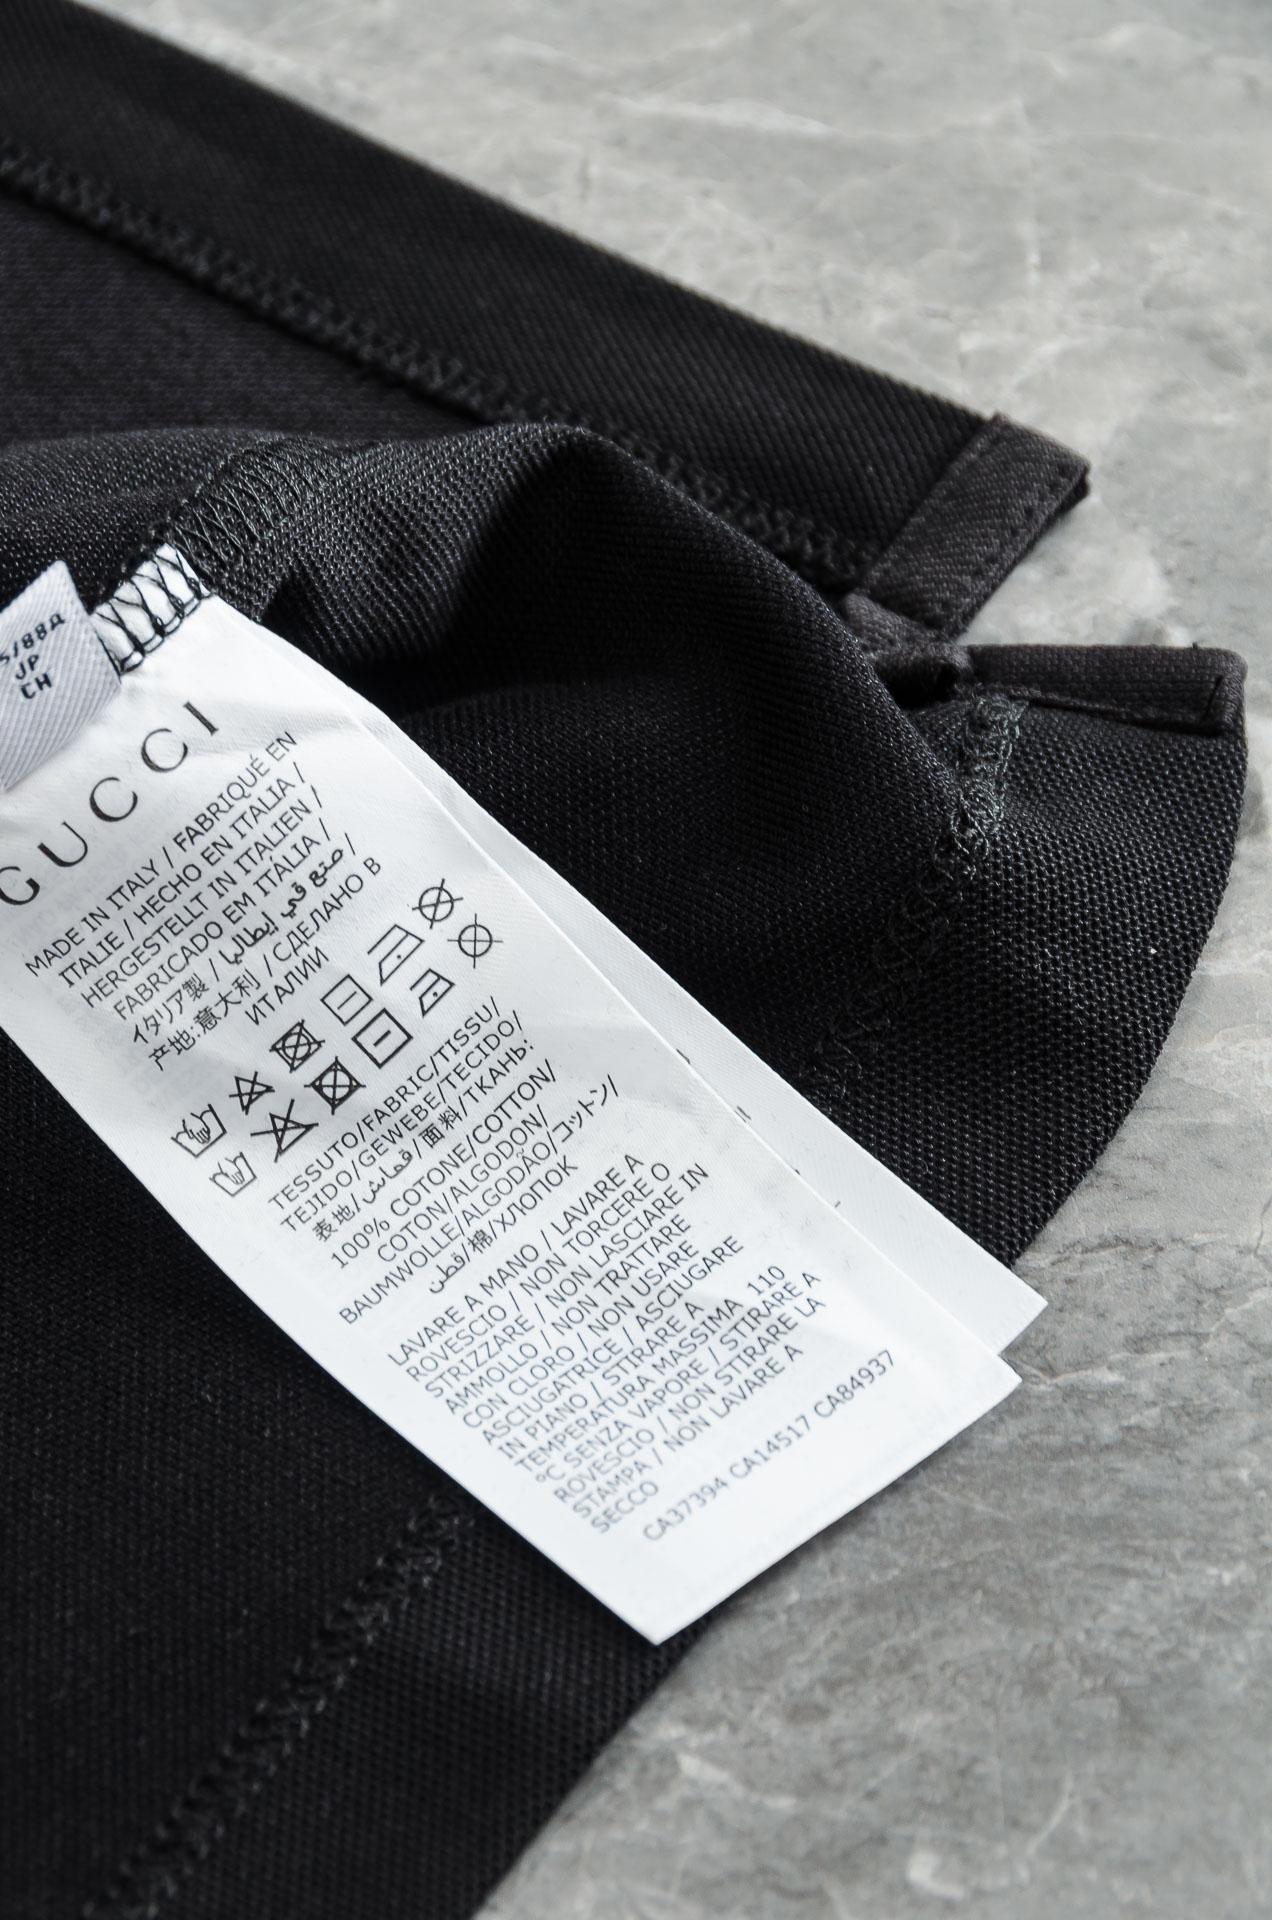 5/88A
JP
CH
GUCCI
MADE IN ITALY / FABRIQUÉ EN
ITALIE / HECHO EN ITALIA /
HERGESTELLT IN ITALIEN /
FABRICADO EM ITÁLIA /
イタリア製 / صنع في إيطاليا /
产地:意大利 / СДЕЛАНО В
ИТАЛИИ
TESSUTO/FABRIC/TISSU/
TEJIDO/GEWEBE/TECIDO/
表地/قماش/面料/ТКАНЬ:
100% COTONE/COTTON/
COTON/ALGODON/
BAUMWOLLE/ALGODÃO/コットン/
قطن/棉/ХЛОПОК
LAVARE A MANO / LAVARE A
ROVESCIO / NON TORCERE O
STRIZZARE / NON LASCIARE IN
AMMOLLO / NON TRATTARE
CON CLORO / NON USARE
ASCIUGATRICE / ASCIUGARE
IN PIANO / STIRARE A
TEMPERATURA MASSIMA 110
°C SENZA VAPORE / STIRARE A
ROVESCIO / NON STIRARE LA
STAMPA / NON LAVARE A
SECCO
CA37394 CA14517 CA84937